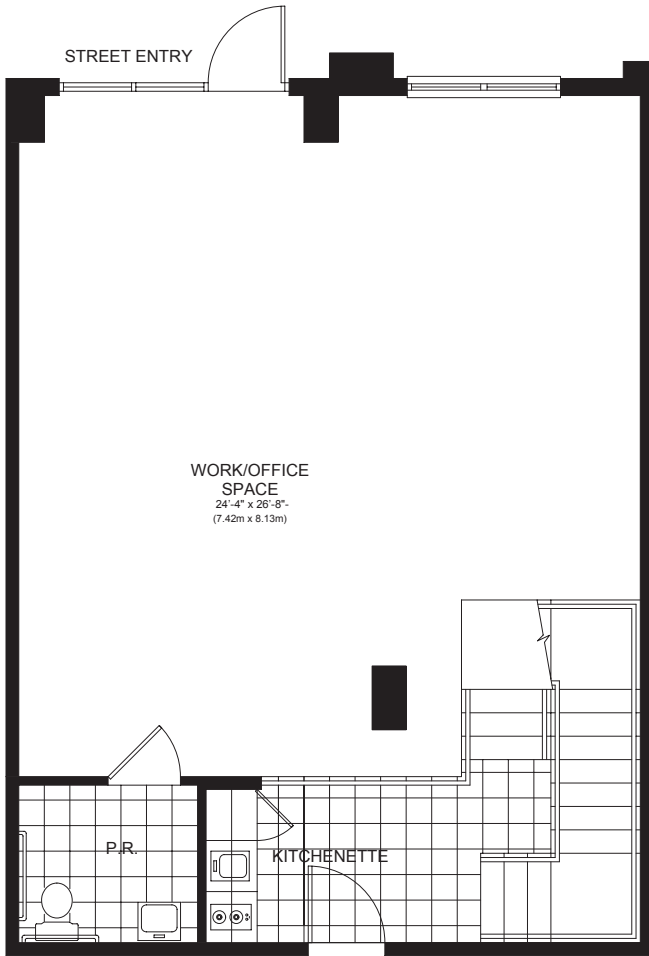 STREET ENTRY
WORK/OFFICE
SPACE
24'-4" x 26'-8"-
(7.42m x 8.13m)
P.R.
KITCHENETTE